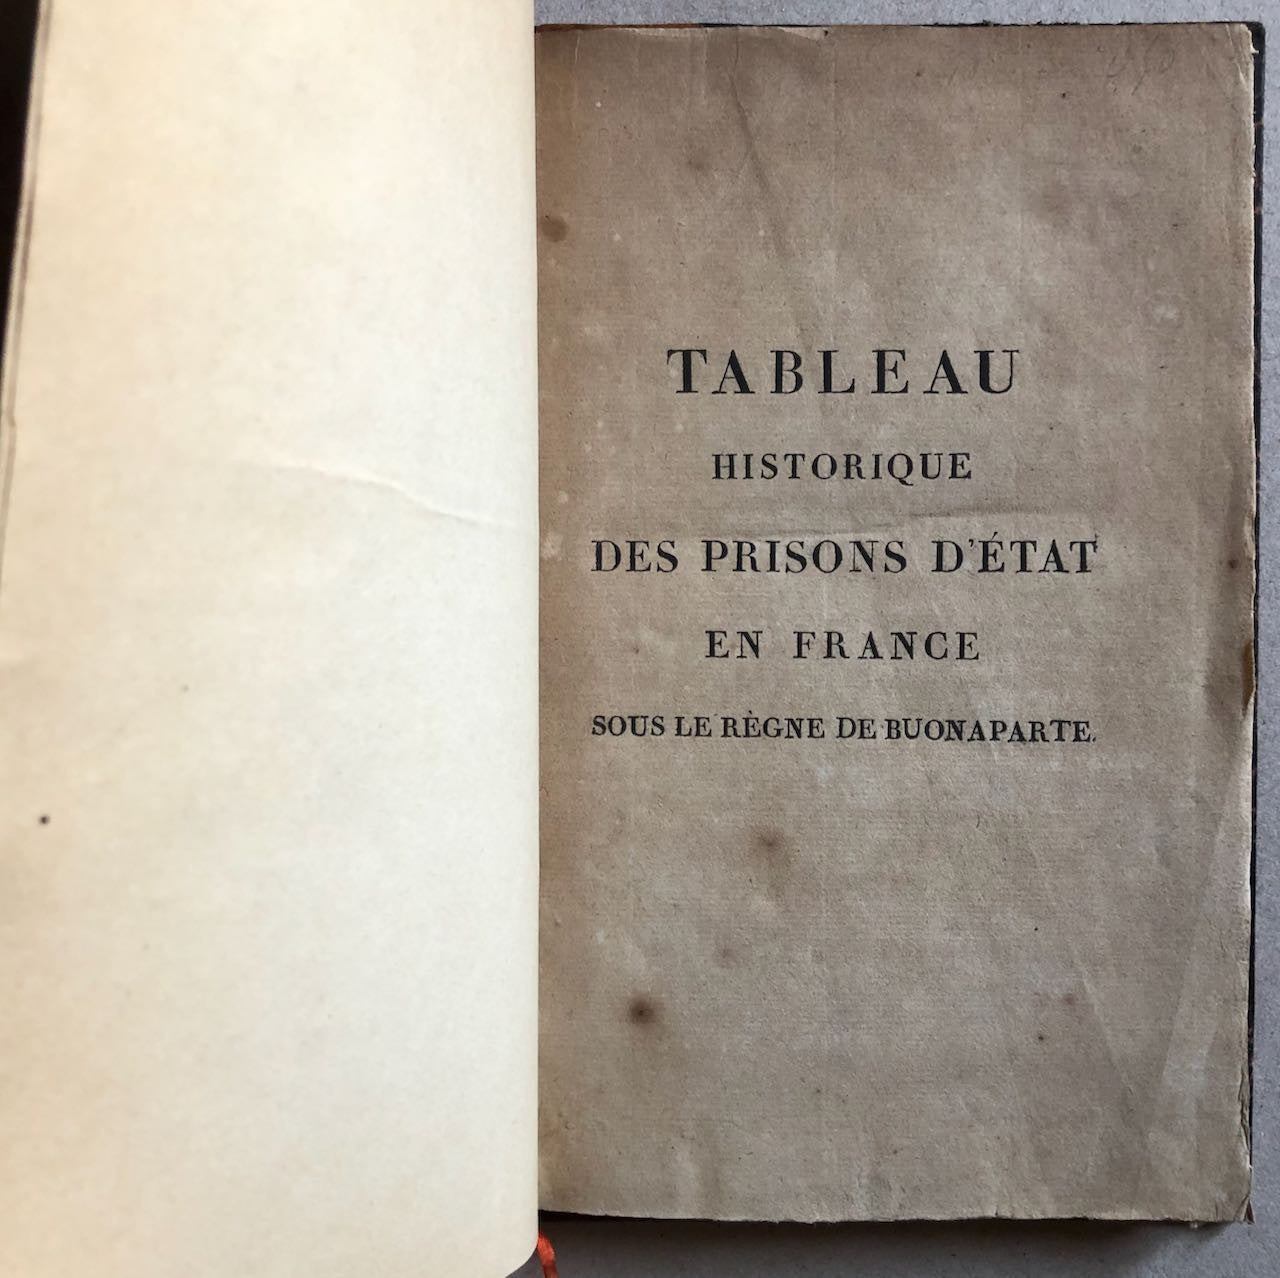 TABLEAU
HISTORIQUE
DES PRISONS D'ÉTAT
EN FRANCE
SOUS LE RÈGNE DE BUONAPARTE.